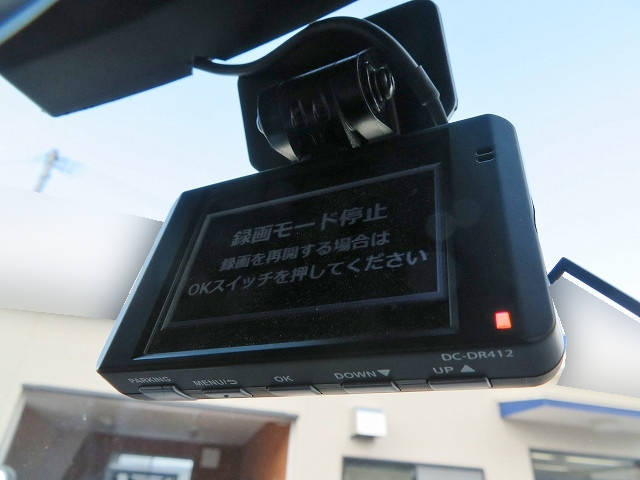 録画モード停止
録画を再開する場合は
OKスイッチを押してください
DC-DR412
PARKING MENU/⮌ OK DOWN▼ UP▲